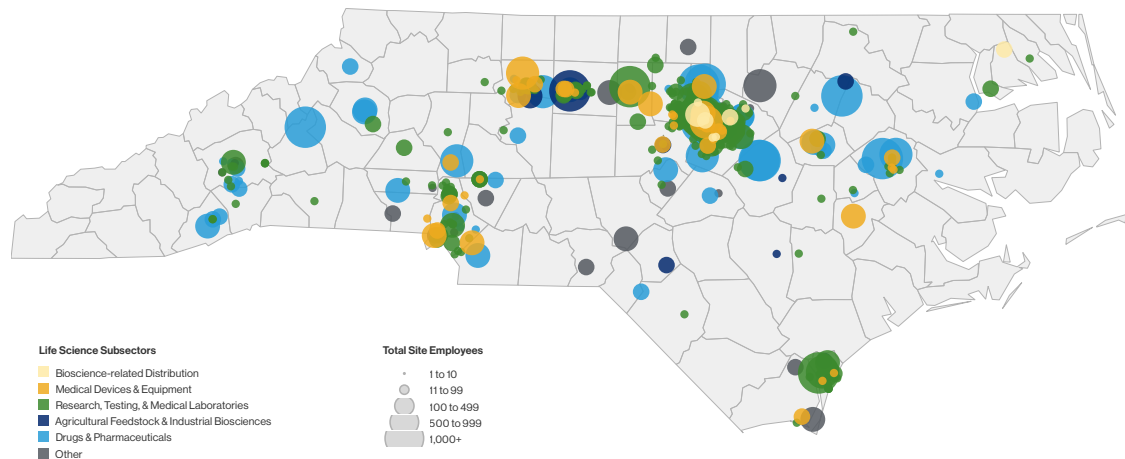 Life Science Subsectors
Bioscience-related Distribution
Medical Devices & Equipment
Research, Testing, & Medical Laboratories
Agricultural Feedstock & Industrial Biosciences
Drugs & Pharmaceuticals
Other
Total Site Employees
1 to 10
11 to 99
100 to 499
500 to 999
1,000+